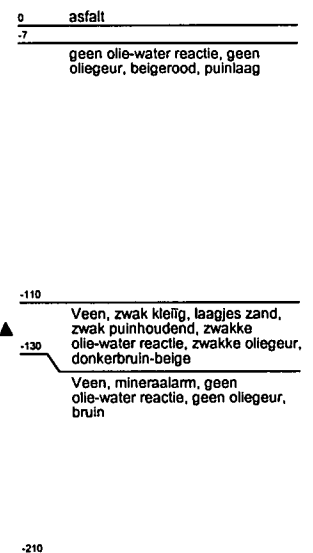 0 asfalt
-7
geen olie-water reactie, geen
oliegeur, beigerood, puinlaag
-110
Veen, zwak kleiïg, laagjes zand,
zwak puinhoudend, zwakke
-130 olie-water reactie, zwakke oliegeur,
donkerbruin-beige
Veen, mineraalarm, geen
olie-water reactie, geen oliegeur,
bruin
-210